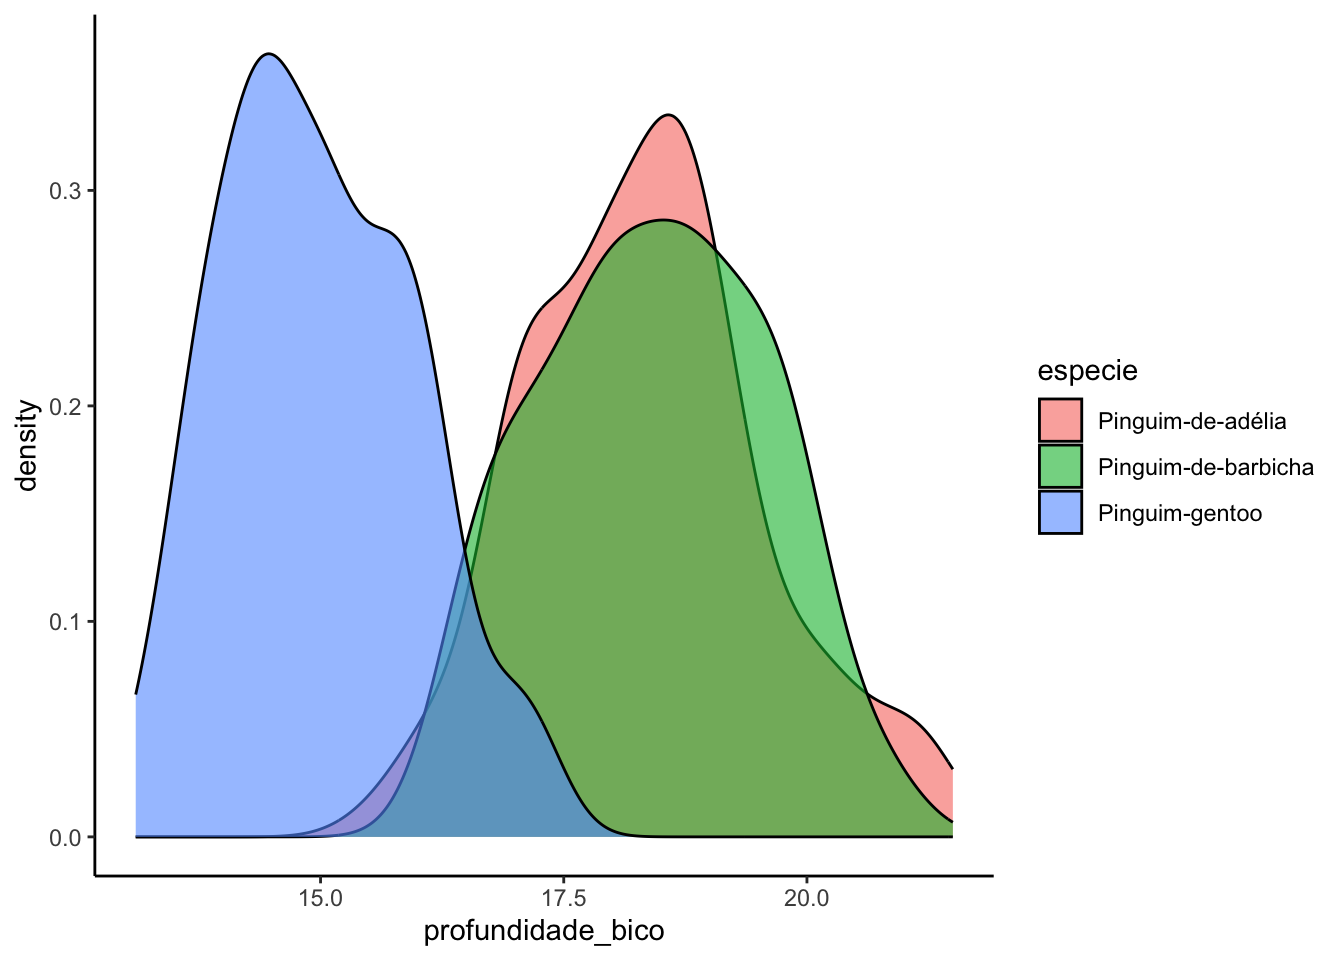 density
0.3
0.2
0.1
0.0
15.0
17.5
20.0
profundidade_bico
especie
Pinguim-de-adélia
Pinguim-de-barbicha
Pinguim-gentoo